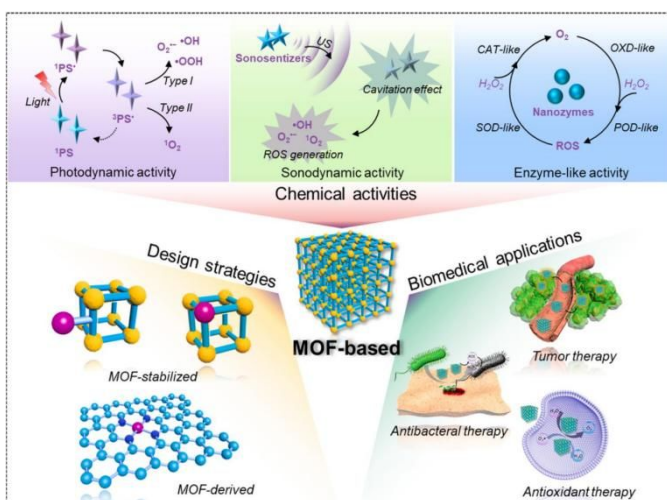 ¹PS*
Light
¹PS
³PS*
O₂•⁻ •OH
•OOH
Type I
Type II
¹O₂
Photodynamic activity
Sonosentizers
US
Cavitation effect
•OH
O₂•⁻ ¹O₂
ROS generation
Sonodynamic activity
O₂
CAT-like
OXD-like
H₂O₂
H₂O₂
Nanozymes
SOD-like
POD-like
ROS
Enzyme-like activity
Chemical activities
Design strategies
Biomedical applications
MOF-based
MOF-stabilized
MOF-derived
Tumor therapy
Antibacteral therapy
Antioxidant therapy